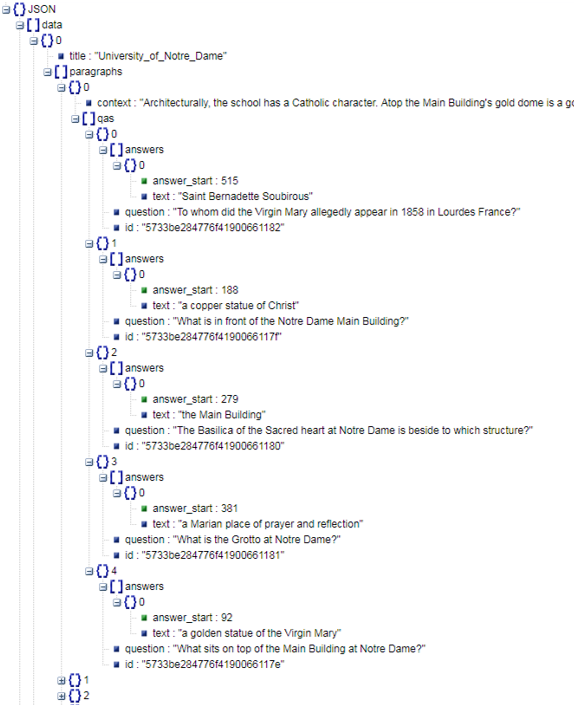 {} JSON
[] data
{} 0
title : "University_of_Notre_Dame"
[] paragraphs
{} 0
context : "Architecturally, the school has a Catholic character. Atop the Main Building's gold dome is a go
[] qas
{} 0
[] answers
{} 0
answer_start : 515
text : "Saint Bernadette Soubirous"
question : "To whom did the Virgin Mary allegedly appear in 1858 in Lourdes France?"
id : "5733be284776f41900661182"
{} 1
[] answers
{} 0
answer_start : 188
text : "a copper statue of Christ"
question : "What is in front of the Notre Dame Main Building?"
id : "5733be284776f4190066117f"
{} 2
[] answers
{} 0
answer_start : 279
text : "the Main Building"
question : "The Basilica of the Sacred heart at Notre Dame is beside to which structure?"
id : "5733be284776f41900661180"
{} 3
[] answers
{} 0
answer_start : 381
text : "a Marian place of prayer and reflection"
question : "What is the Grotto at Notre Dame?"
id : "5733be284776f41900661181"
{} 4
[] answers
{} 0
answer_start : 92
text : "a golden statue of the Virgin Mary"
question : "What sits on top of the Main Building at Notre Dame?"
id : "5733be284776f4190066117e"
{} 1
{} 2